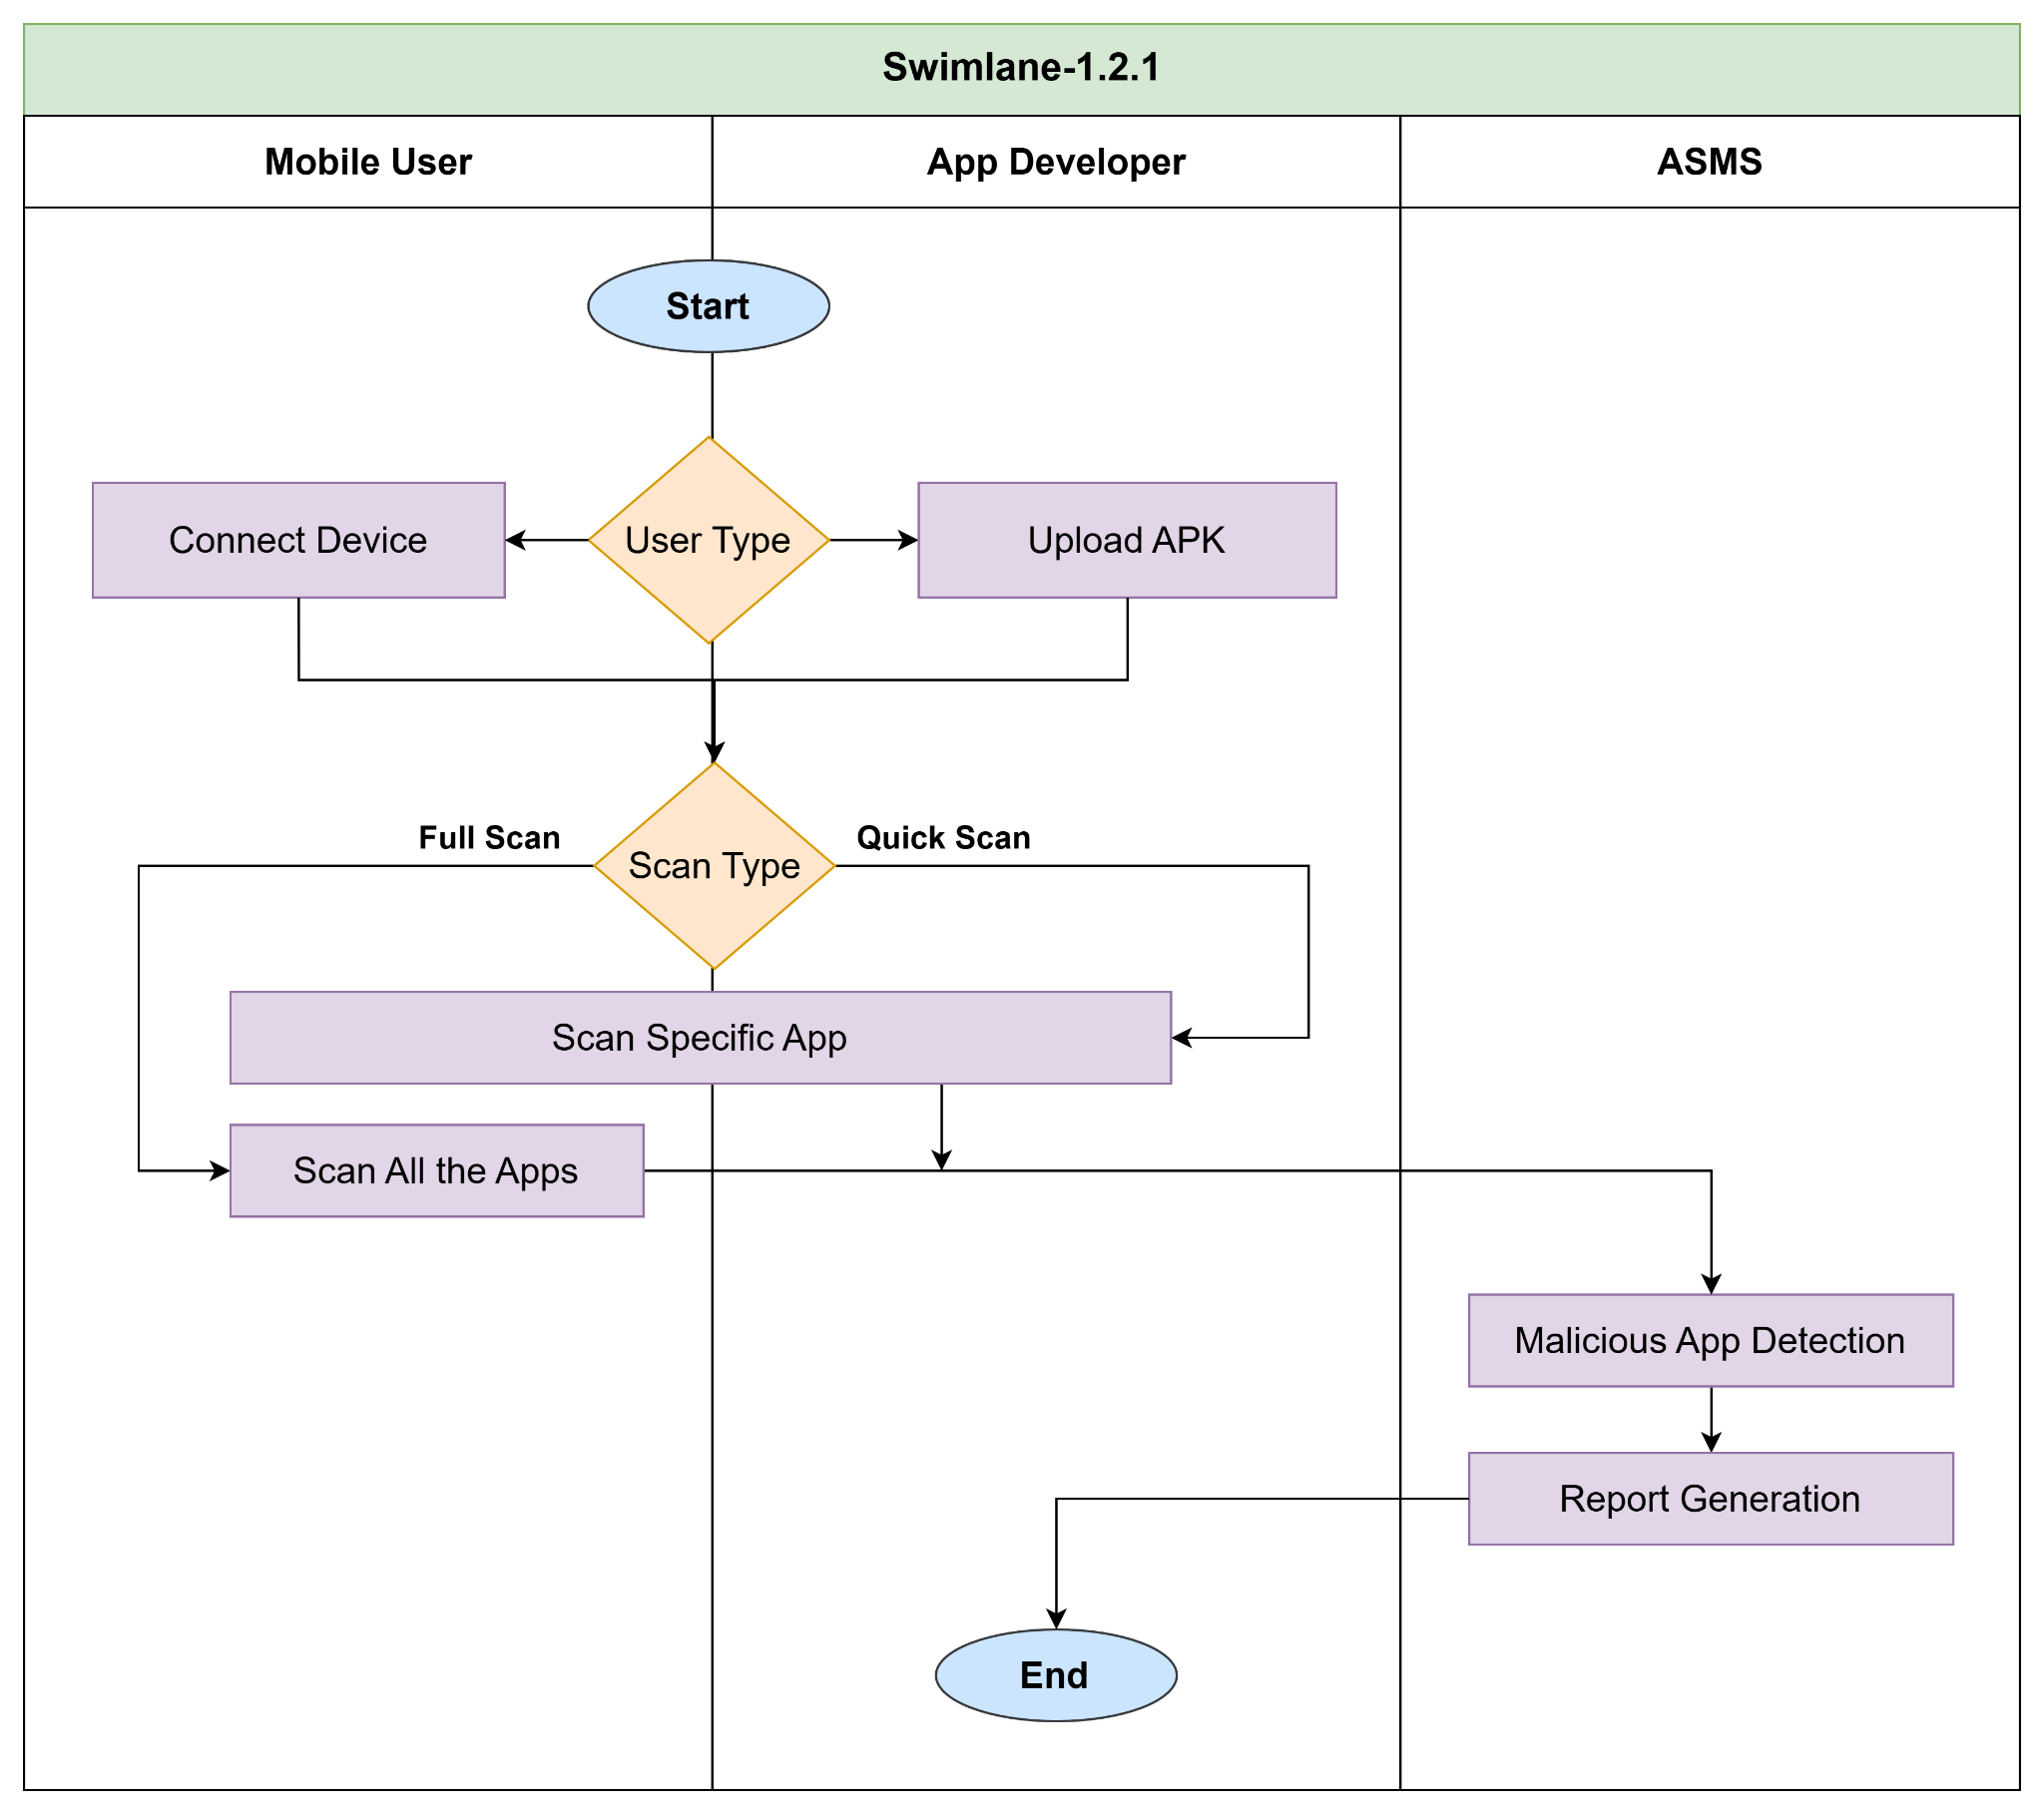 Swimlane-1.2.1
Mobile User
App Developer
ASMS
Start
Connect Device
User Type
Upload APK
Full Scan
Quick Scan
Scan Type
Scan Specific App
Scan All the Apps
Malicious App Detection
Report Generation
End